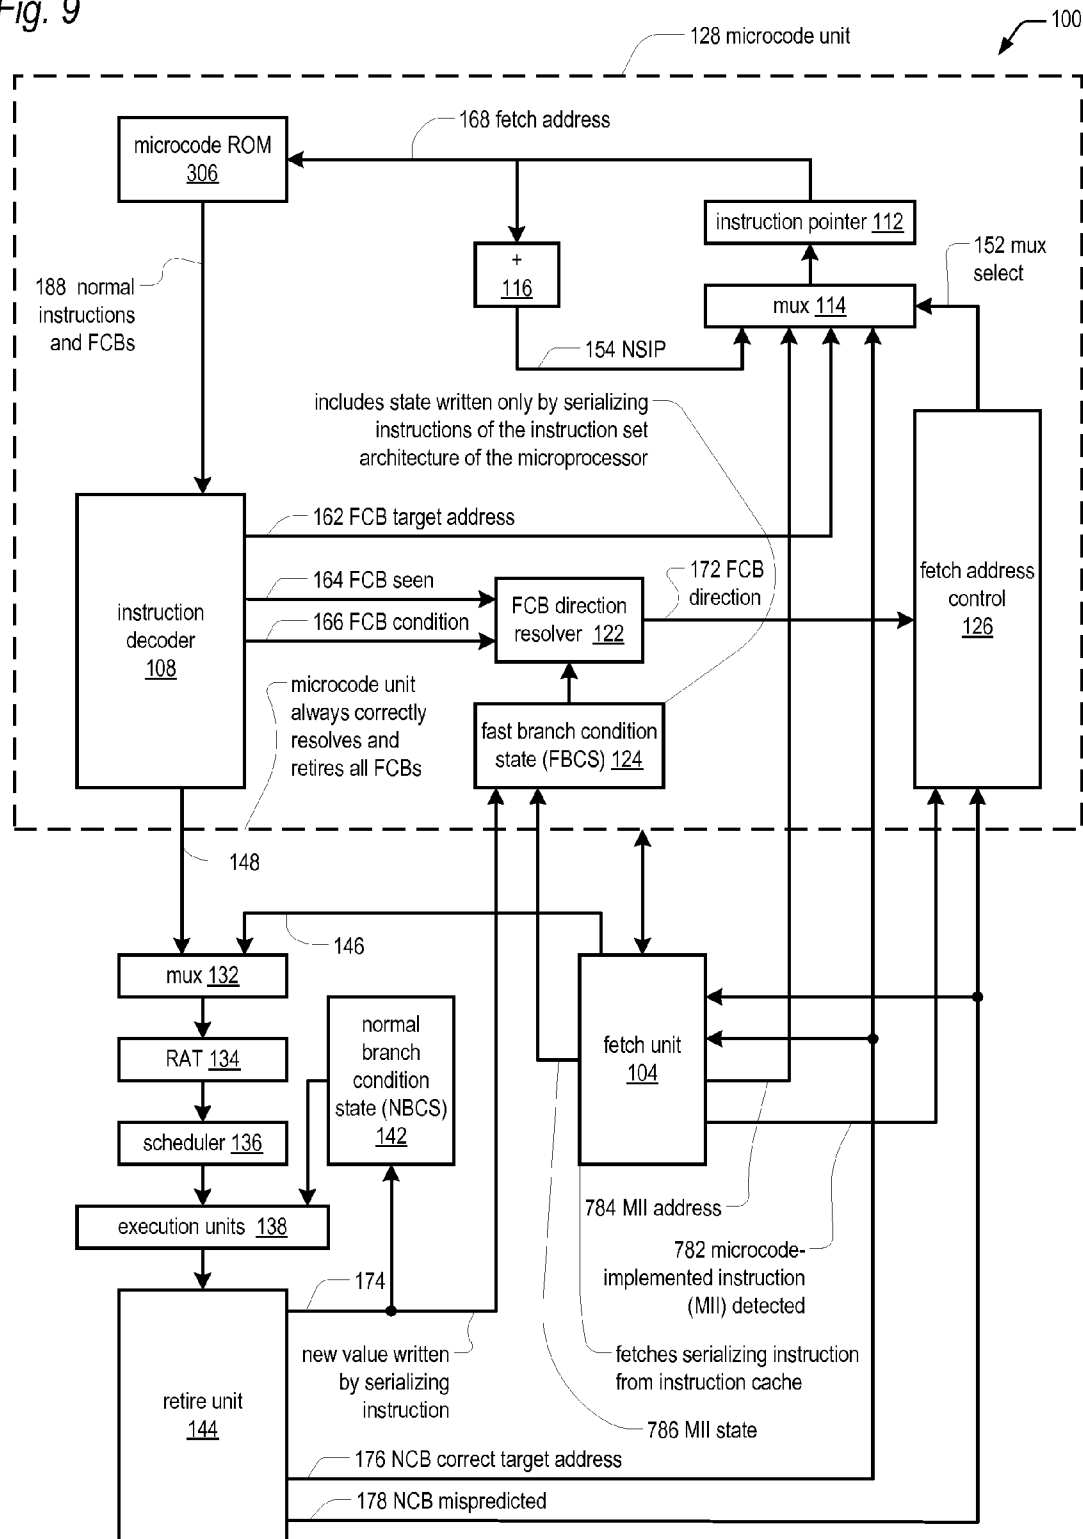 Fig. 9
100
128 microcode unit
168 fetch address
microcode ROM
306
instruction pointer 112
152 mux
select
+
116
188 normal
instructions
and FCBs
mux 114
154 NSIP
includes state written only by serializing
instructions of the instruction set
architecture of the microprocessor
162 FCB target address
164 FCB seen
166 FCB condition
172 FCB
direction
fetch address
control
126
FCB direction
resolver 122
instruction
decoder
108
microcode unit
always correctly
resolves and
retires all FCBs
fast branch condition
state (FBCS) 124
148
146
mux 132
normal
branch
condition
state (NBCS)
142
fetch unit
104
RAT 134
scheduler 136
784 MII address
execution units 138
782 microcode-
implemented instruction
(MII) detected
174
new value written
by serializing
instruction
fetches serializing instruction
from instruction cache
retire unit
144
786 MII state
176 NCB correct target address
178 NCB mispredicted